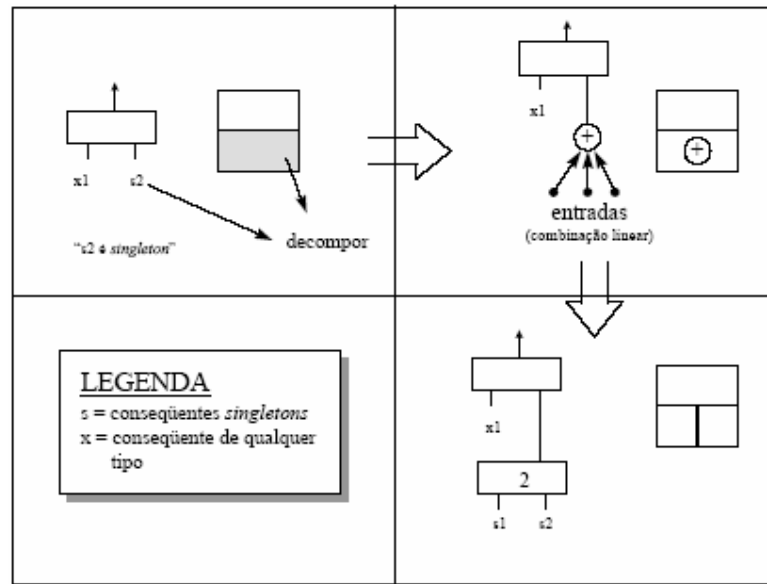 x1 s2
"s2 é singleton"
decompor
x1
+
+
entradas
(combinação linear)
LEGENDA
s = conseqüentes singletons
x = conseqüente de qualquer
tipo
x1
2
s1 s2